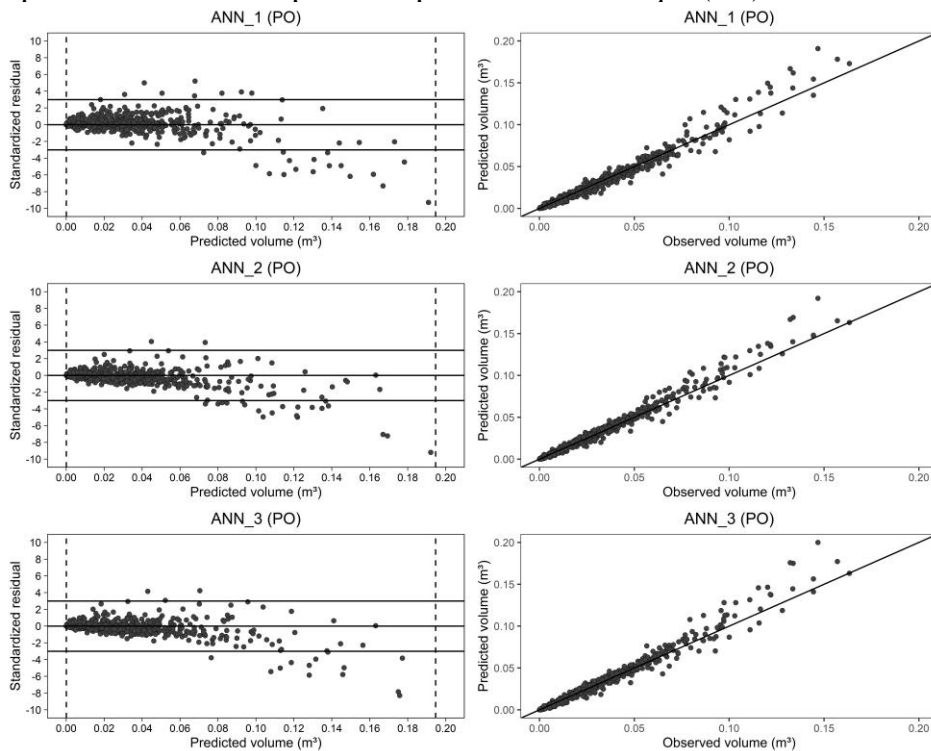 ANN_1 (PO)
10
8
6
4
2
0
-2
-4
-6
-8
-10
Standardized residual
0.00 0.02 0.04 0.06 0.08 0.10 0.12 0.14 0.16 0.18 0.20
Predicted volume (m³)
ANN_1 (PO)
0.20
0.15
0.10
0.05
0.00
Predicted volume (m³)
0.00 0.05 0.10 0.15 0.20
Observed volume (m³)
ANN_2 (PO)
10
8
6
4
2
0
-2
-4
-6
-8
-10
Standardized residual
0.00 0.02 0.04 0.06 0.08 0.10 0.12 0.14 0.16 0.18 0.20
Predicted volume (m³)
ANN_2 (PO)
0.20
0.15
0.10
0.05
0.00
Predicted volume (m³)
0.00 0.05 0.10 0.15 0.20
Observed volume (m³)
ANN_3 (PO)
10
8
6
4
2
0
-2
-4
-6
-8
-10
Standardized residual
0.00 0.02 0.04 0.06 0.08 0.10 0.12 0.14 0.16 0.18 0.20
Predicted volume (m³)
ANN_3 (PO)
0.20
0.15
0.10
0.05
0.00
Predicted volume (m³)
0.00 0.05 0.10 0.15 0.20
Observed volume (m³)